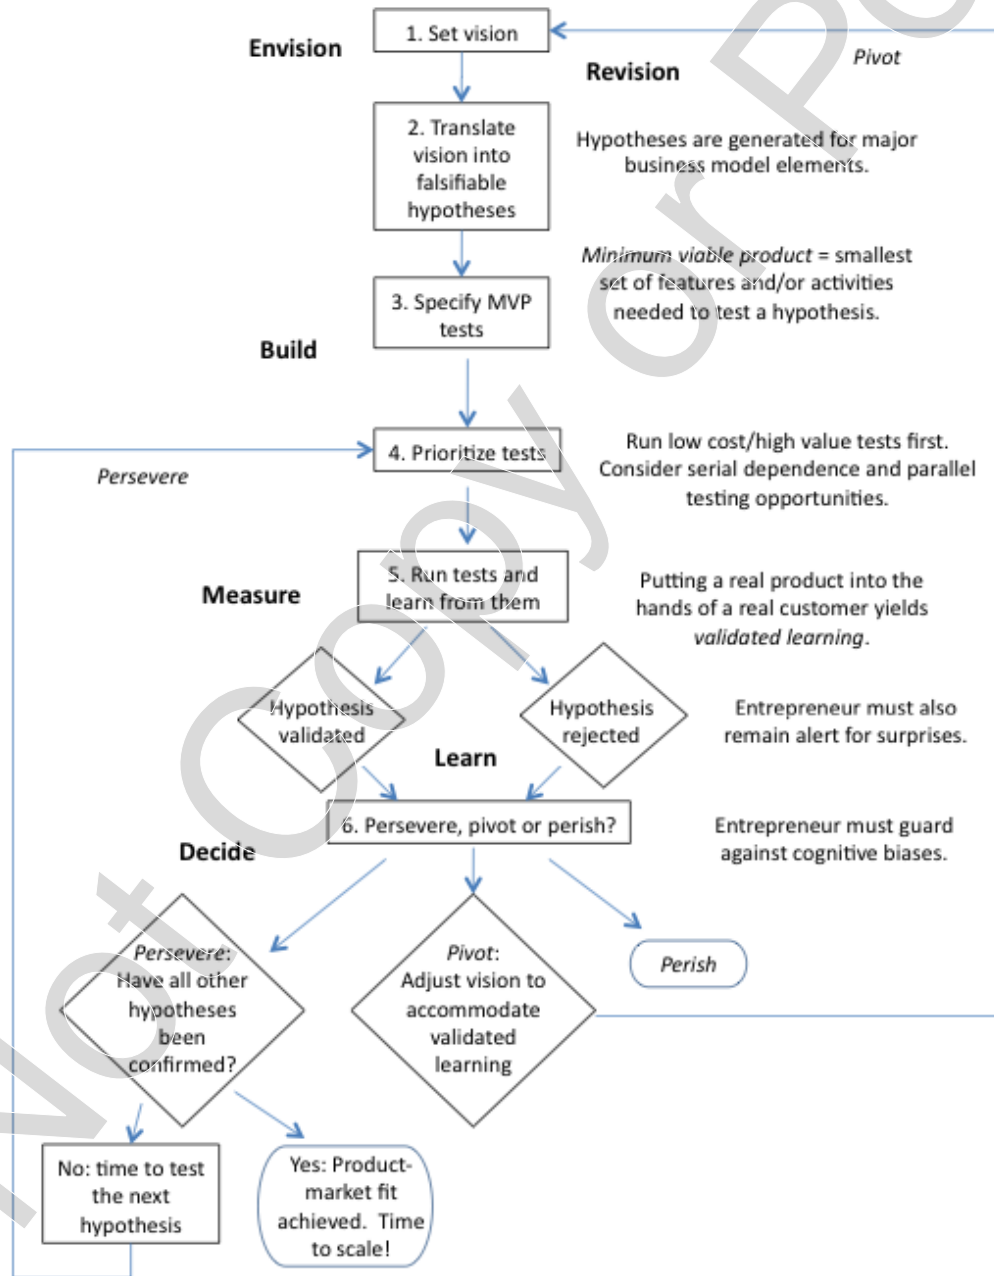 1. Set vision
Envision
Pivot
Revision
2. Translate
vision into
falsifiable
hypotheses
Hypotheses are generated for major
business model elements.
Minimum viable product = smallest
set of features and/or activities
needed to test a hypothesis.
3. Specify MVP
tests
Build
4. Prioritize tests
Run low cost/high value tests first.
Consider serial dependence and parallel
testing opportunities.
Persevere
5. Run tests and
learn from them
Measure
Putting a real product into the
hands of a real customer yields
validated learning.
Hypothesis
validated
Hypothesis
rejected
Entrepreneur must also
remain alert for surprises.
Learn
6. Persevere, pivot or perish?
Entrepreneur must guard
against cognitive biases.
Decide
Persevere:
Have all other
hypotheses
been
confirmed?
Pivot:
Adjust vision to
accommodate
validated
learning
Perish
No: time to test
the next
hypothesis
Yes: Product-
market fit
achieved. Time
to scale!
Not Copy or Po